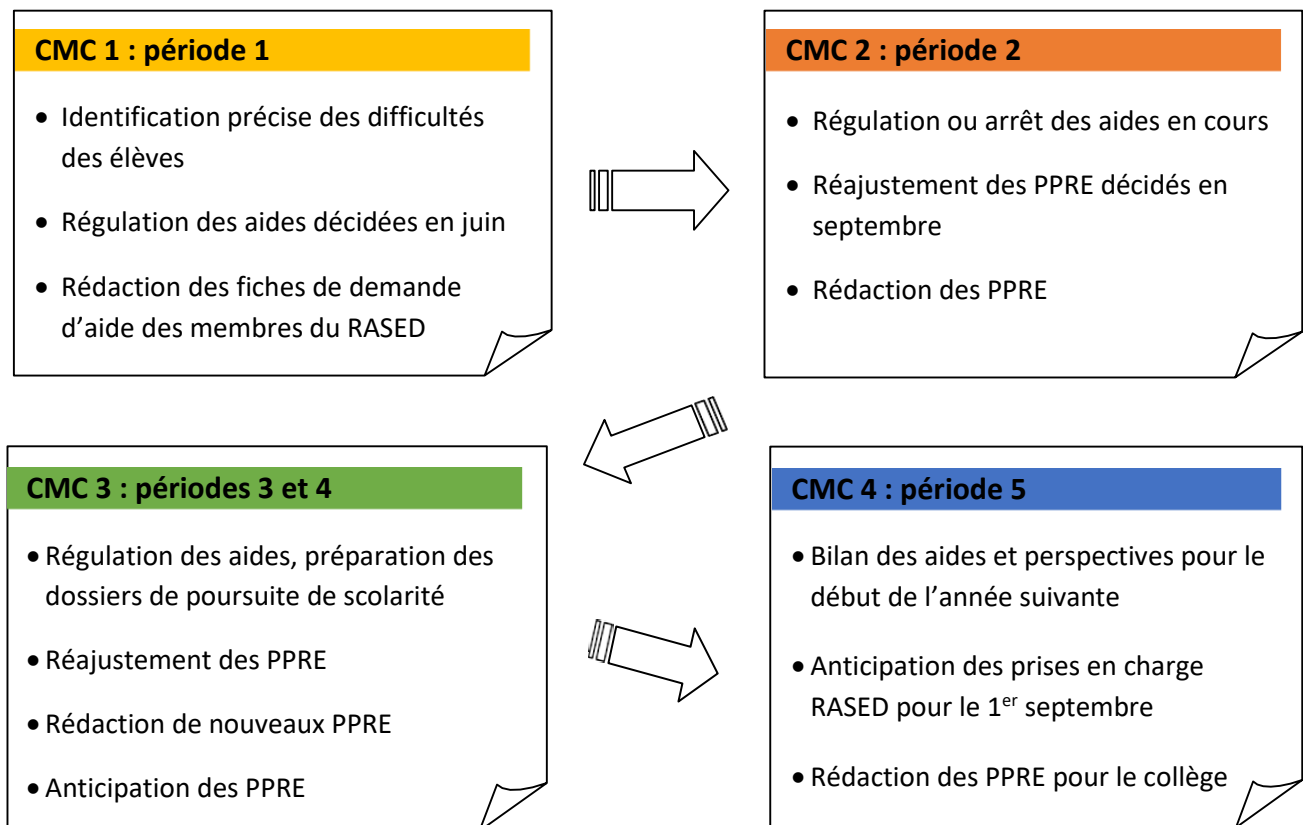 CMC 1 : période 1
• Identification précise des difficultés
des élèves
• Régulation des aides décidées en juin
• Rédaction des fiches de demande
d’aide des membres du RASED
CMC 2 : période 2
• Régulation ou arrêt des aides en cours
• Réajustement des PPRE décidés en
septembre
• Rédaction des PPRE
CMC 3 : périodes 3 et 4
• Régulation des aides, préparation des
dossiers de poursuite de scolarité
• Réajustement des PPRE
• Rédaction de nouveaux PPRE
• Anticipation des PPRE
CMC 4 : période 5
• Bilan des aides et perspectives pour le
début de l’année suivante
• Anticipation des prises en charge
RASED pour le 1er septembre
• Rédaction des PPRE pour le collège